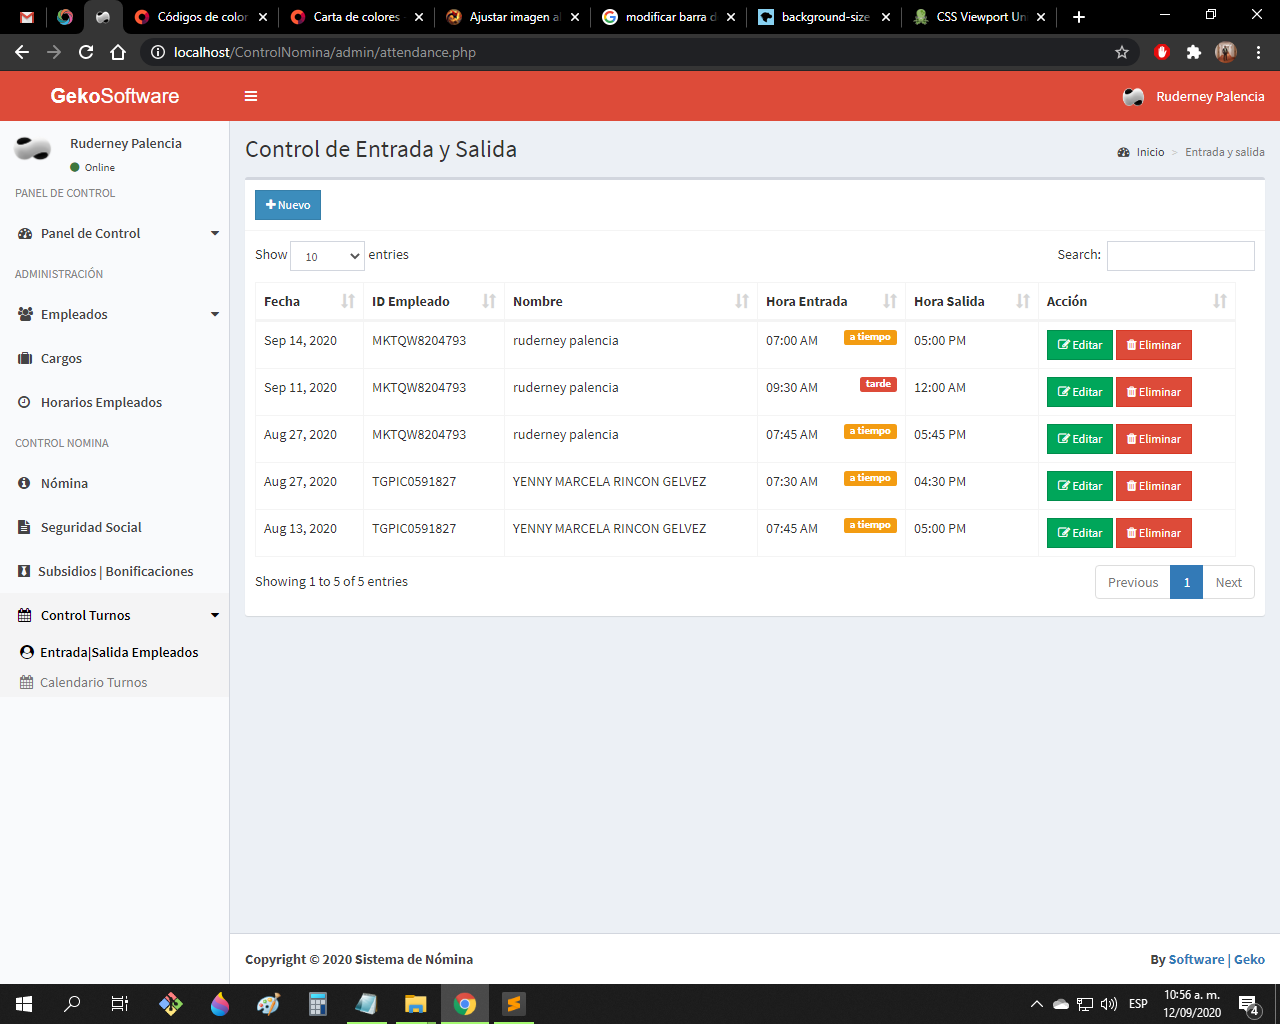 Códigos de color
Carta de colores
Ajustar imagen al
modificar barra d
background-size
CSS Viewport Un
localhost/ControlNomina/admin/attendance.php
GekoSoftware
Ruderney Palencia
Ruderney Palencia
Online
Control de Entrada y Salida
Inicio > Entrada y salida
PANEL DE CONTROL
Panel de Control
ADMINISTRACIÓN
Empleados
Cargos
Horarios Empleados
CONTROL NOMINA
Nómina
Seguridad Social
Subsidios | Bonificaciones
Control Turnos
Entrada|Salida Empleados
Calendario Turnos
Nuevo
Show 10 entries
Search:
Fecha ID Empleado Nombre Hora Entrada Hora Salida Acción
Sep 14, 2020 MKTQW8204793 ruderney palencia 07:00 AM a tiempo 05:00 PM Editar Eliminar
Sep 11, 2020 MKTQW8204793 ruderney palencia 09:30 AM tarde 12:00 AM Editar Eliminar
Aug 27, 2020 MKTQW8204793 ruderney palencia 07:45 AM a tiempo 05:45 PM Editar Eliminar
Aug 27, 2020 TGPIC0591827 YENNY MARCELA RINCON GELVEZ 07:30 AM a tiempo 04:30 PM Editar Eliminar
Aug 13, 2020 TGPIC0591827 YENNY MARCELA RINCON GELVEZ 07:45 AM a tiempo 05:00 PM Editar Eliminar
Showing 1 to 5 of 5 entries
Previous 1 Next
Copyright © 2020 Sistema de Nómina
By Software | Geko
ESP
10:56 a. m.
12/09/2020
4